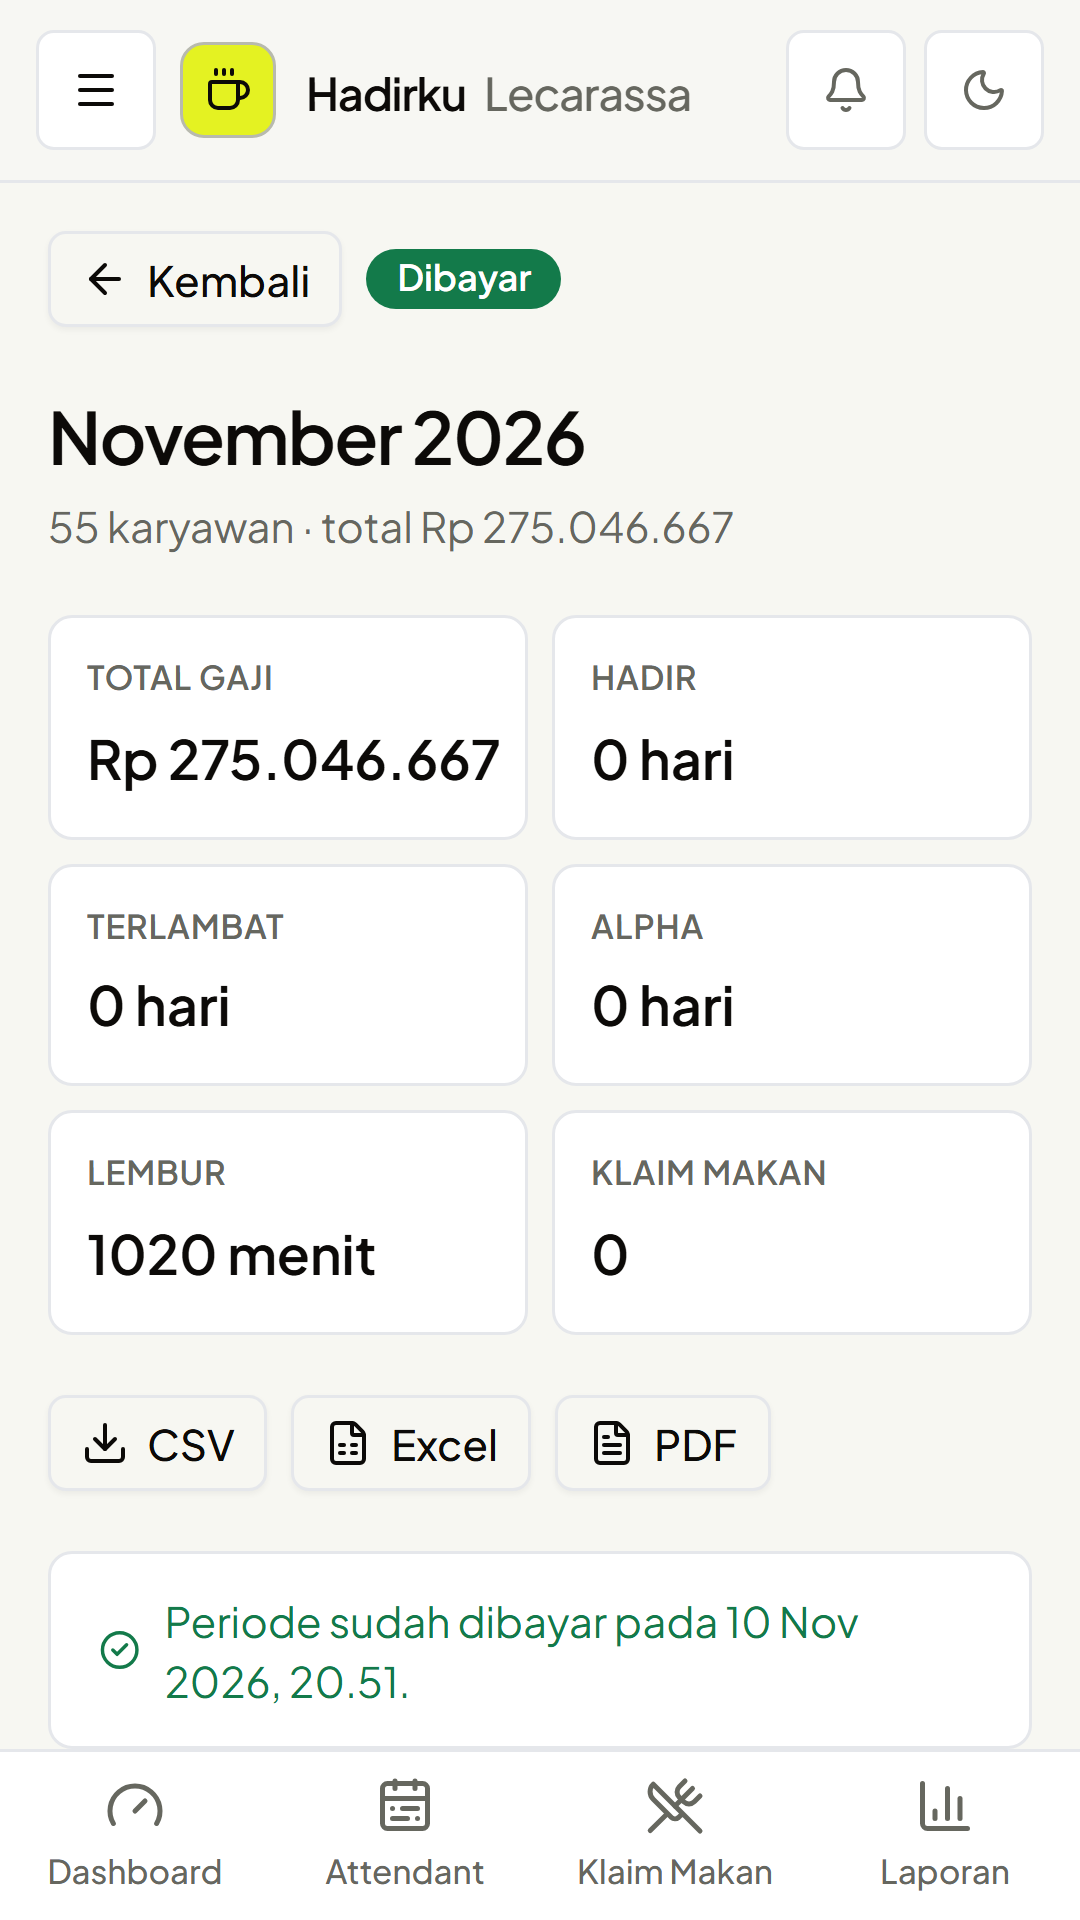 Hadirku Lecarassa
Kembali
Dibayar
November 2026
55 karyawan · total Rp 275.046.667
TOTAL GAJI
Rp 275.046.667
HADIR
0 hari
TERLAMBAT
0 hari
ALPHA
0 hari
LEMBUR
1020 menit
KLAIM MAKAN
0
CSV
Excel
PDF
Periode sudah dibayar pada 10 Nov
2026, 20.51.
Dashboard
Attendant
Klaim Makan
Laporan